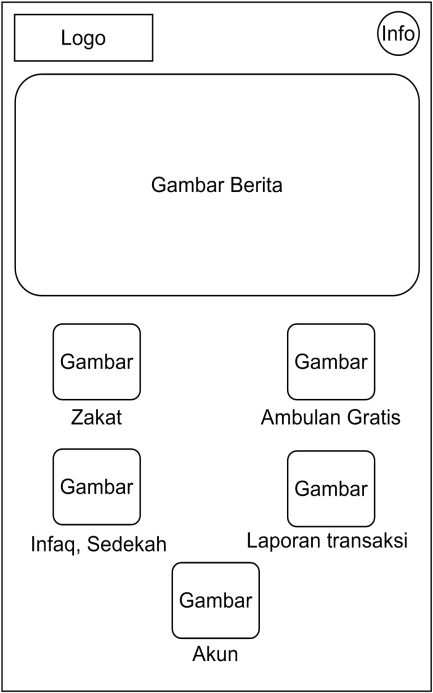 Logo
Info
Gambar Berita
Gambar
Gambar
Zakat
Ambulan Gratis
Gambar
Gambar
Infaq, Sedekah
Laporan transaksi
Gambar
Akun